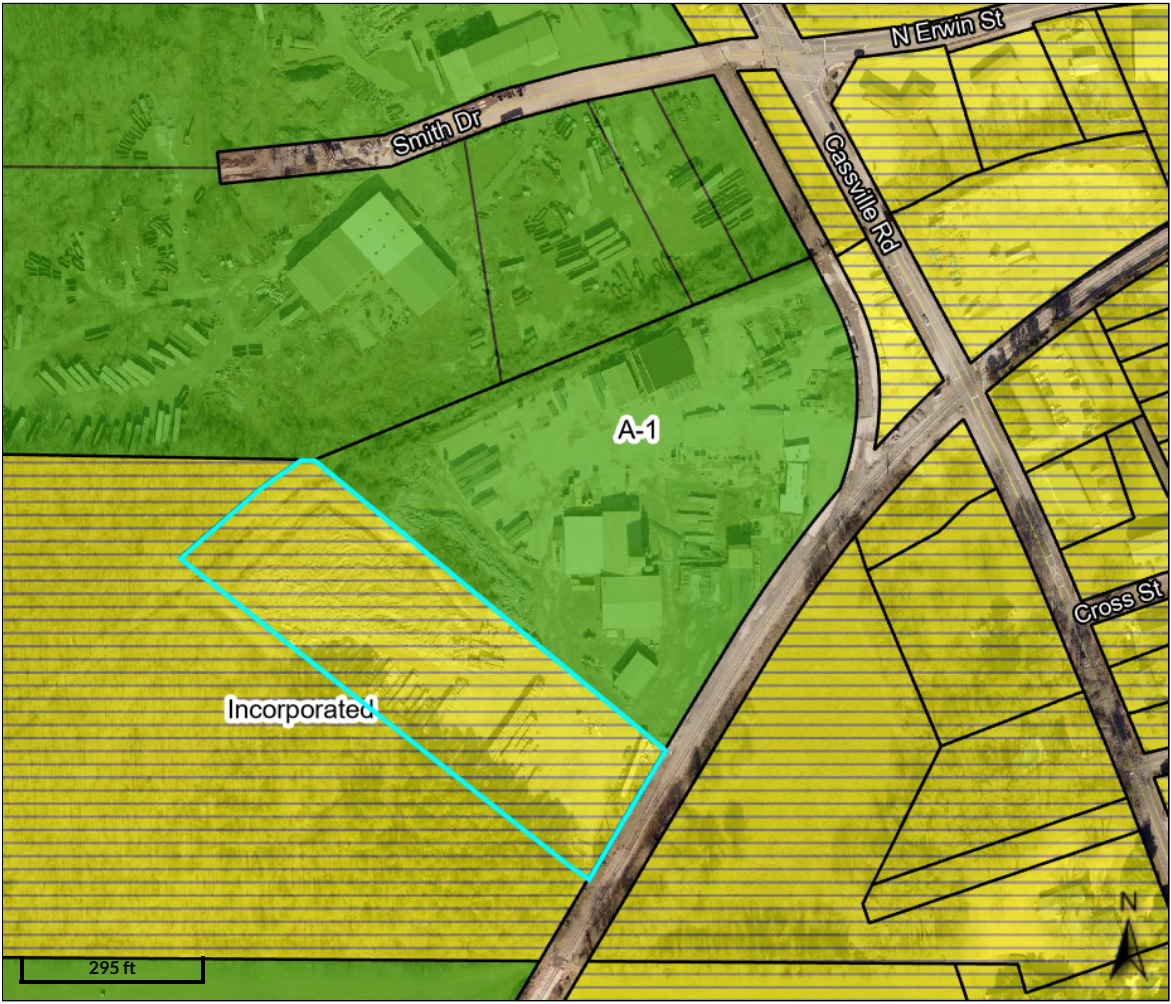 N Erwin St
Smith Dr
Cassville Rd
A-1
Cross St
Incorporated
N
295 ft